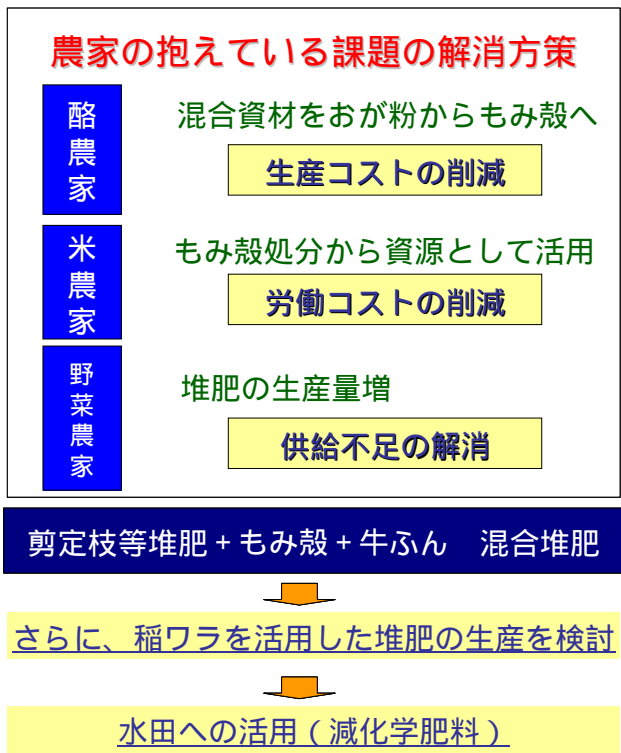 農家の抱えている課題の解消方策
酪農家
混合資材をおが粉からもみ殻へ
生産コストの削減
米農家
もみ殻処分から資源として活用
労働コストの削減
野菜農家
堆肥の生産量増
供給不足の解消
剪定枝等堆肥+もみ殻+牛ふん　混合堆肥
さらに、稲ワラを活用した堆肥の生産を検討
水田への活用(減化学肥料)